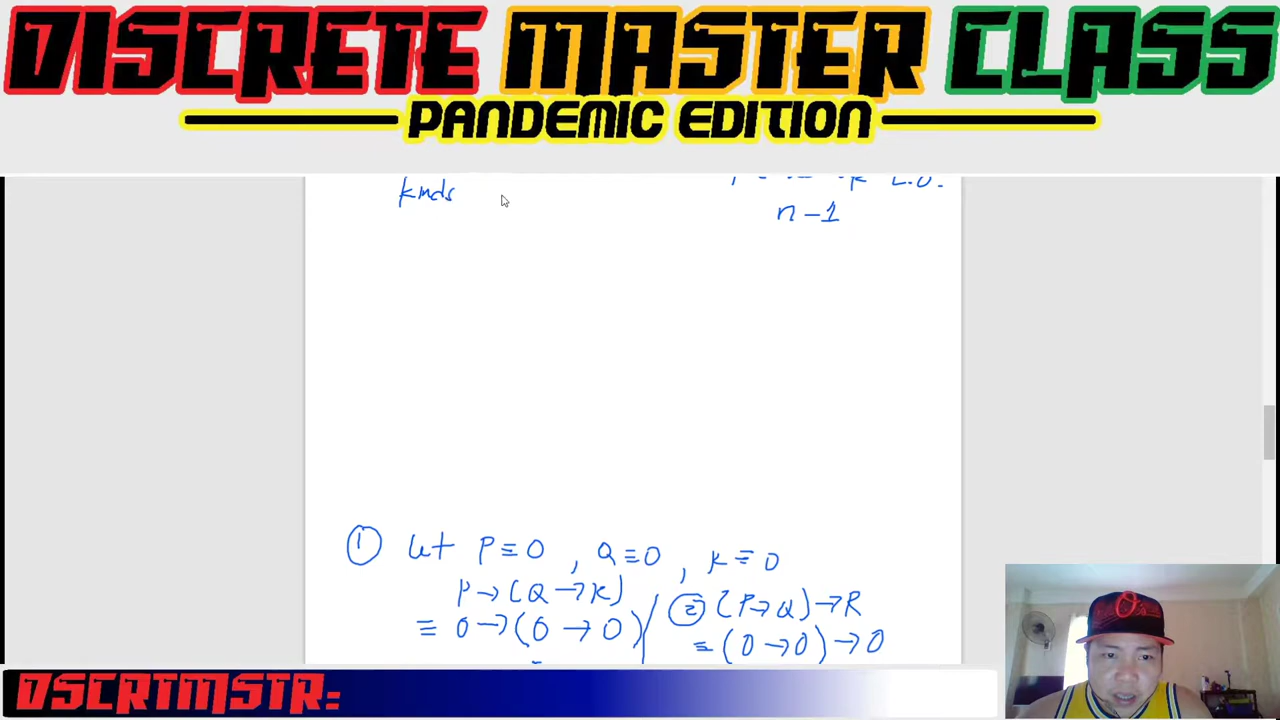 DISCRETE MASTER CLASS
PANDEMIC EDITION
L.O.
kinds
n-1
① let P≡0 , Q≡0 , R≡0
P→(Q→R)
≡ 0→(0→0)
② (P→Q)→R
≡(0→0)→0
DSCRTMSTR: